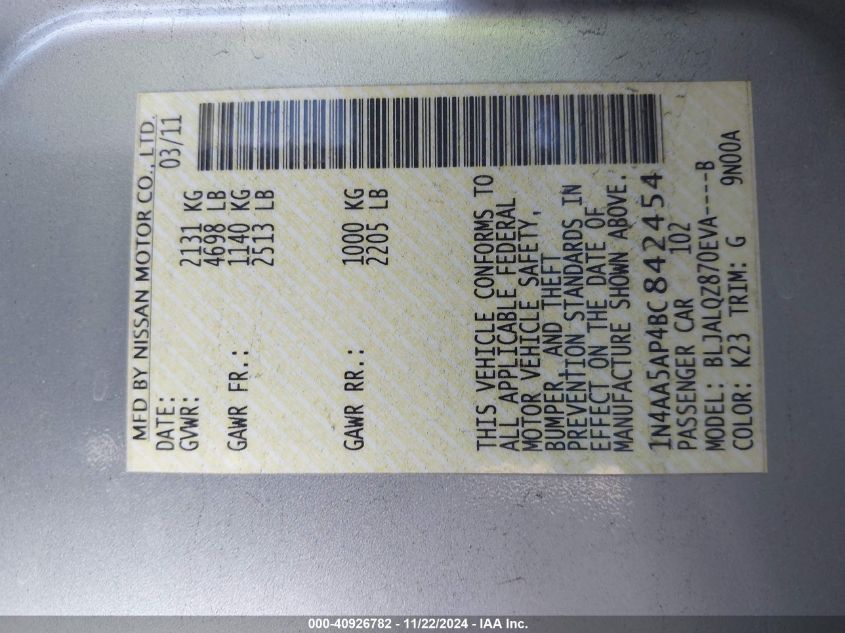 MFD BY NISSAN MOTOR CO., LTD.
DATE: 03/11
GVWR: 2131 KG
4698 LB
GAWR FR.: 1140 KG
2513 LB
GAWR RR.: 1000 KG
2205 LB
THIS VEHICLE CONFORMS TO
ALL APPLICABLE FEDERAL
MOTOR VEHICLE SAFETY,
BUMPER, AND THEFT
PREVENTION STANDARDS IN
EFFECT ON THE DATE OF
MANUFACTURE SHOWN ABOVE.
1N4AA5AP4BC842454
PASSENGER CAR 102
MODEL: BLJALQZ870EVA----B
COLOR: K23 TRIM: G 9N00A
000-40926782 - 11/22/2024 - IAA Inc.